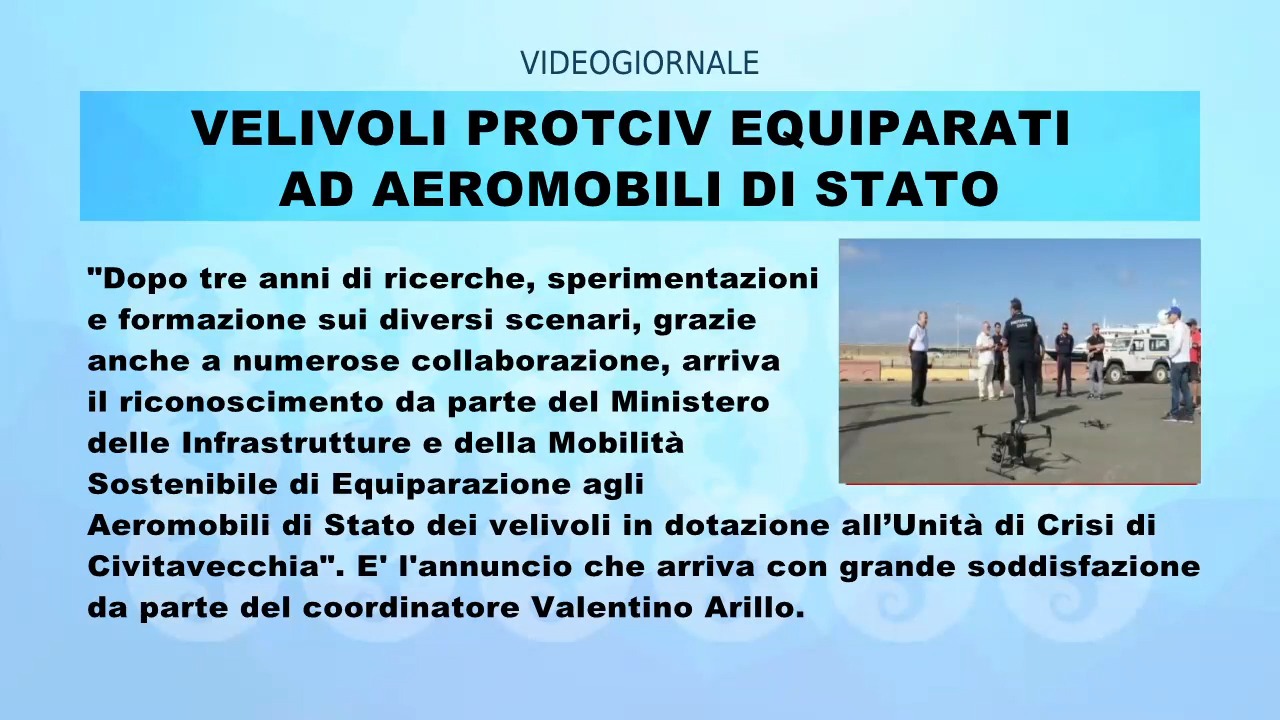 VIDEOGIORNALE
VELIVOLI PROTCIV EQUIPARATI
AD AEROMOBILI DI STATO
"Dopo tre anni di ricerche, sperimentazioni
e formazione sui diversi scenari, grazie
anche a numerose collaborazione, arriva
il riconoscimento da parte del Ministero
delle Infrastrutture e della Mobilità
Sostenibile di Equiparazione agli
Aeromobili di Stato dei velivoli in dotazione all’Unità di Crisi di
Civitavecchia". E' l'annuncio che arriva con grande soddisfazione
da parte del coordinatore Valentino Arillo.